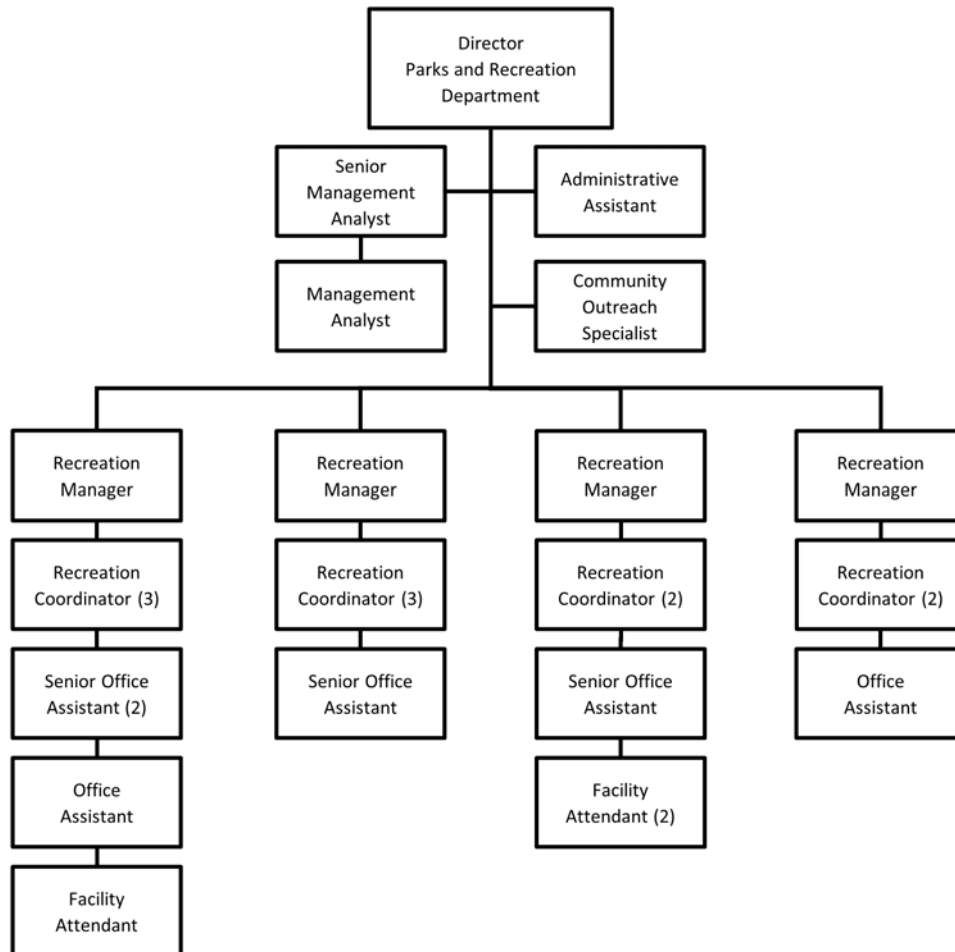 Director
Parks and Recreation
Department
Senior
Management
Analyst
Administrative
Assistant
Management
Analyst
Community
Outreach
Specialist
Recreation
Manager
Recreation
Manager
Recreation
Manager
Recreation
Manager
Recreation
Coordinator (3)
Recreation
Coordinator (3)
Recreation
Coordinator (2)
Recreation
Coordinator (2)
Senior Office
Assistant (2)
Senior Office
Assistant
Senior Office
Assistant
Office
Assistant
Office
Assistant
Facility
Attendant (2)
Facility
Attendant